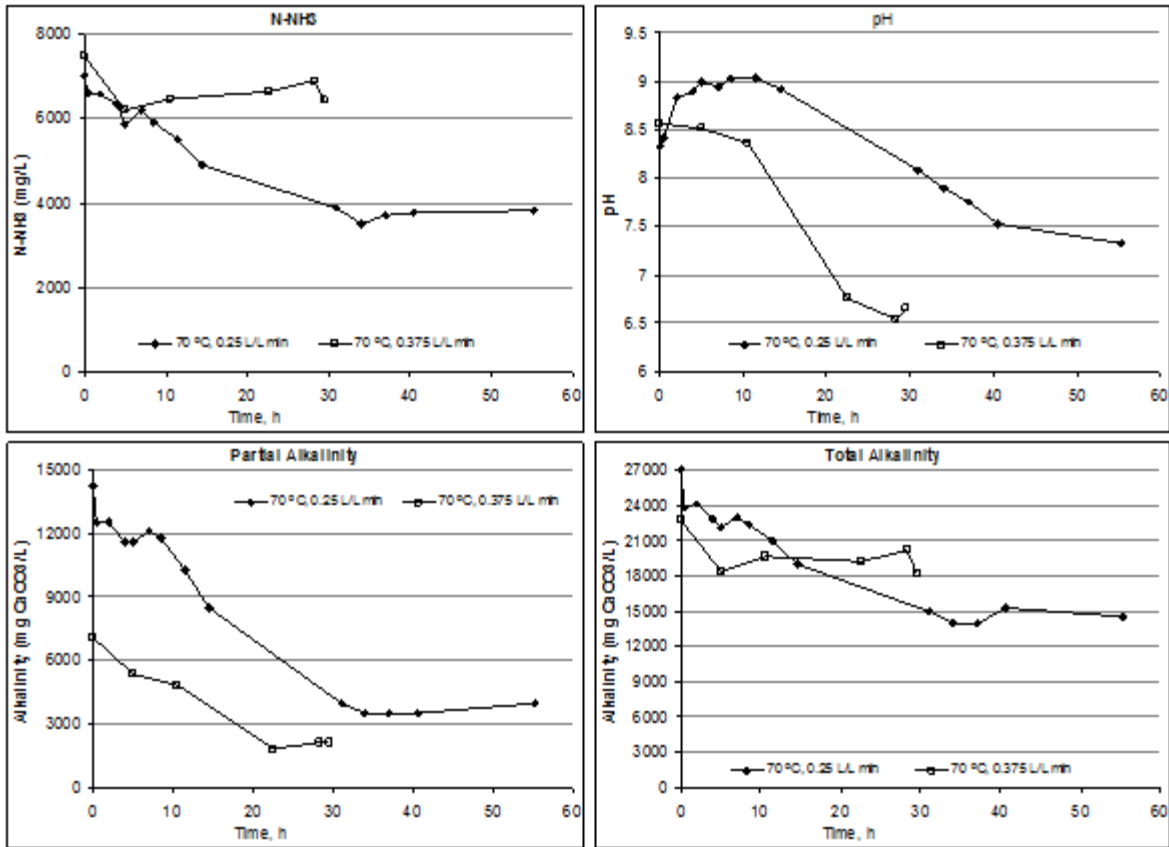 N-NH3
8000
6000
4000
2000
0
N-NH3 (mg/L)
70 ºC, 0.25 L/L min
70 ºC, 0.375 L/L min
0 10 20 30 40 50 60
Time, h
pH
9.5
9
8.5
8
7.5
7
6.5
6
pH
70 ºC, 0.25 L/L min
70 ºC, 0.375 L/L min
0 10 20 30 40 50 60
Time, h
Partial Alkalinity
15000
12000
9000
6000
3000
0
Alkalinity (mg CaCO3/L)
70 ºC, 0.25 L/L min
70 ºC, 0.375 L/L min
0 10 20 30 40 50 60
Time, h
Total Alkalinity
27000
24000
21000
18000
15000
12000
9000
6000
3000
0
Alkalinity (mg CaCO3/L)
70 ºC, 0.25 L/L min
70 ºC, 0.375 L/L min
0 10 20 30 40 50 60
Time, h